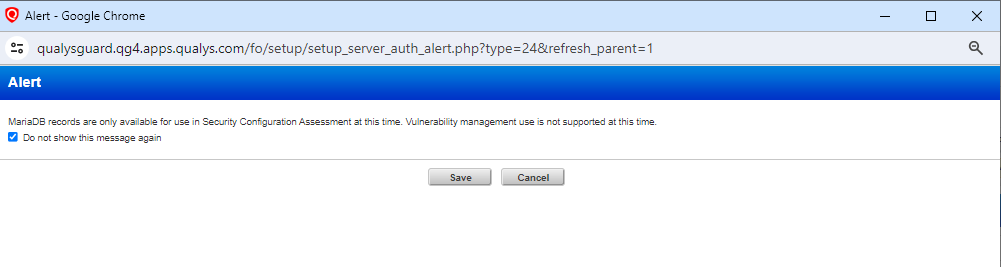 Alert - Google Chrome
qualysguard.qg4.apps.qualys.com/fo/setup/setup_server_auth_alert.php?type=24&refresh_parent=1
Alert
MariaDB records are only available for use in Security Configuration Assessment at this time. Vulnerability management use is not supported at this time.
Do not show this message again
Save Cancel